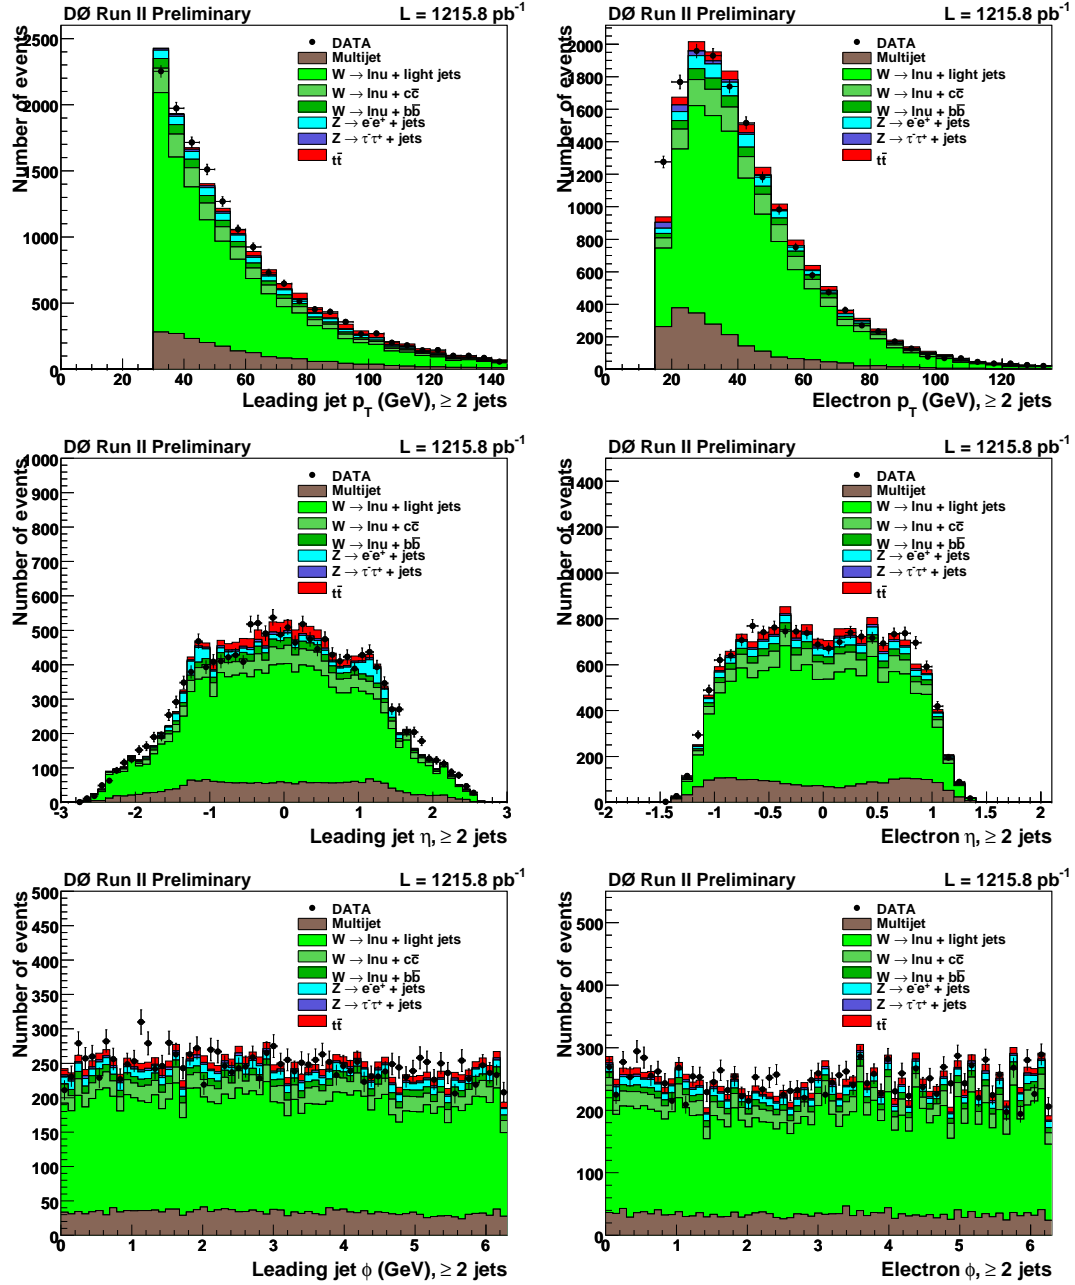 DØ Run II Preliminary L = 1215.8 pb⁻¹
Number of events
2500
2000
1500
1000
500
0
DATA
Multijet
W → lnu + light jets
W → lnu + cc̄
W → lnu + bb̄
Z → e⁻e⁺ + jets
Z → τ⁻τ⁺ + jets
tt̄
0 20 40 60 80 100 120 140
Leading jet p_T (GeV), ≥ 2 jets
DØ Run II Preliminary L = 1215.8 pb⁻¹
Number of events
2000
1800
1600
1400
1200
1000
800
600
400
200
0
DATA
Multijet
W → lnu + light jets
W → lnu + cc̄
W → lnu + bb̄
Z → e⁻e⁺ + jets
Z → τ⁻τ⁺ + jets
tt̄
0 20 40 60 80 100 120
Electron p_T (GeV), ≥ 2 jets
DØ Run II Preliminary L = 1215.8 pb⁻¹
Number of events
1000
900
800
700
600
500
400
300
200
100
0
DATA
Multijet
W → lnu + light jets
W → lnu + cc̄
W → lnu + bb̄
Z → e⁻e⁺ + jets
Z → τ⁻τ⁺ + jets
tt̄
-3 -2 -1 0 1 2 3
Leading jet η, ≥ 2 jets
DØ Run II Preliminary L = 1215.8 pb⁻¹
Number of events
1400
1200
1000
800
600
400
200
0
DATA
Multijet
W → lnu + light jets
W → lnu + cc̄
W → lnu + bb̄
Z → e⁻e⁺ + jets
Z → τ⁻τ⁺ + jets
tt̄
-2 -1.5 -1 -0.5 0 0.5 1 1.5 2
Electron η, ≥ 2 jets
DØ Run II Preliminary L = 1215.8 pb⁻¹
Number of events
500
450
400
350
300
250
200
150
100
50
0
DATA
Multijet
W → lnu + light jets
W → lnu + cc̄
W → lnu + bb̄
Z → e⁻e⁺ + jets
Z → τ⁻τ⁺ + jets
tt̄
0 1 2 3 4 5 6
Leading jet ϕ (GeV), ≥ 2 jets
DØ Run II Preliminary L = 1215.8 pb⁻¹
Number of events
500
400
300
200
100
0
DATA
Multijet
W → lnu + light jets
W → lnu + cc̄
W → lnu + bb̄
Z → e⁻e⁺ + jets
Z → τ⁻τ⁺ + jets
tt̄
0 1 2 3 4 5 6
Electron ϕ, ≥ 2 jets